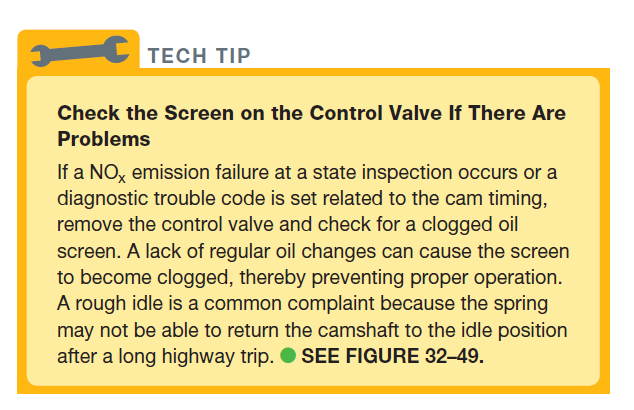 TECH TIP
Check the Screen on the Control Valve If There Are
Problems
If a NOx emission failure at a state inspection occurs or a
diagnostic trouble code is set related to the cam timing,
remove the control valve and check for a clogged oil
screen. A lack of regular oil changes can cause the screen
to become clogged, thereby preventing proper operation.
A rough idle is a common complaint because the spring
may not be able to return the camshaft to the idle position
after a long highway trip. ● SEE FIGURE 32–49.